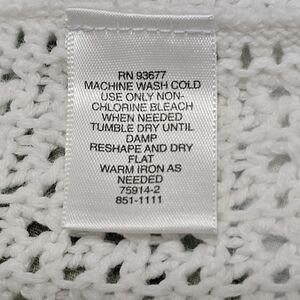 RN 93677
MACHINE WASH COLD
USE ONLY NON-
CHLORINE BLEACH
WHEN NEEDED
TUMBLE DRY UNTIL
DAMP
RESHAPE AND DRY
FLAT
WARM IRON AS
NEEDED
75914-2
851-1111